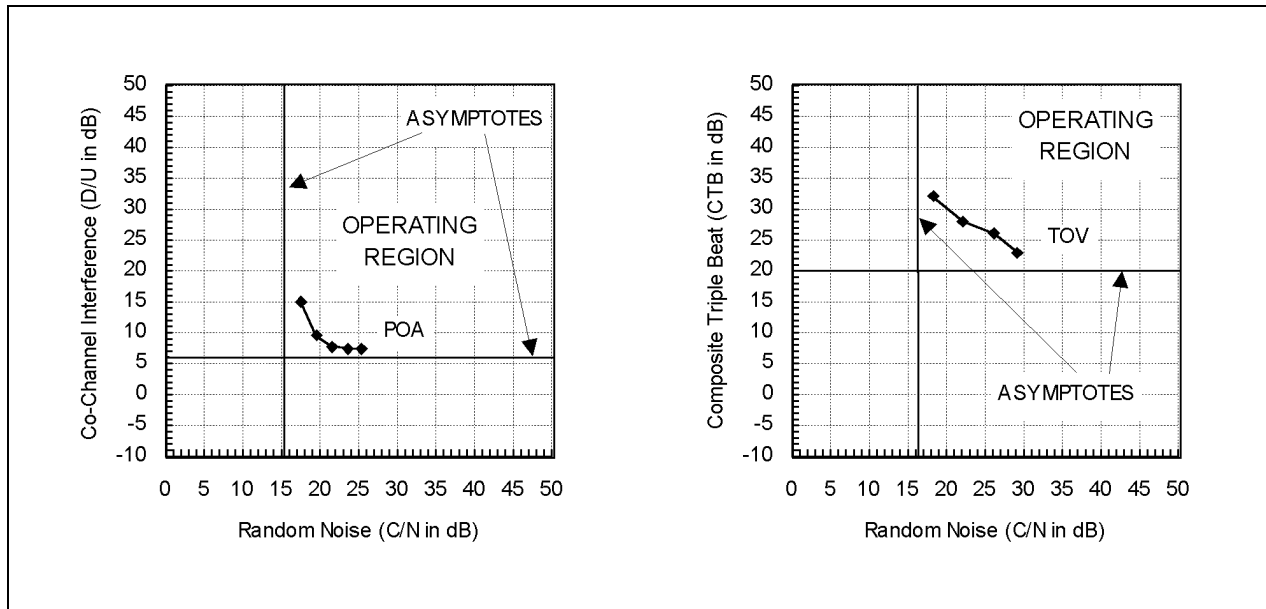 50
45
40
35
30
25
20
15
10
5
0
-5
-10
Co-Channel Interference (D/U in dB)
ASYMPTOTES
OPERATING
REGION
POA
0 5 10 15 20 25 30 35 40 45 50
Random Noise (C/N in dB)
50
45
40
35
30
25
20
15
10
5
0
-5
-10
Composite Triple Beat (CTB in dB)
OPERATING
REGION
TOV
ASYMPTOTES
0 5 10 15 20 25 30 35 40 45 50
Random Noise (C/N in dB)